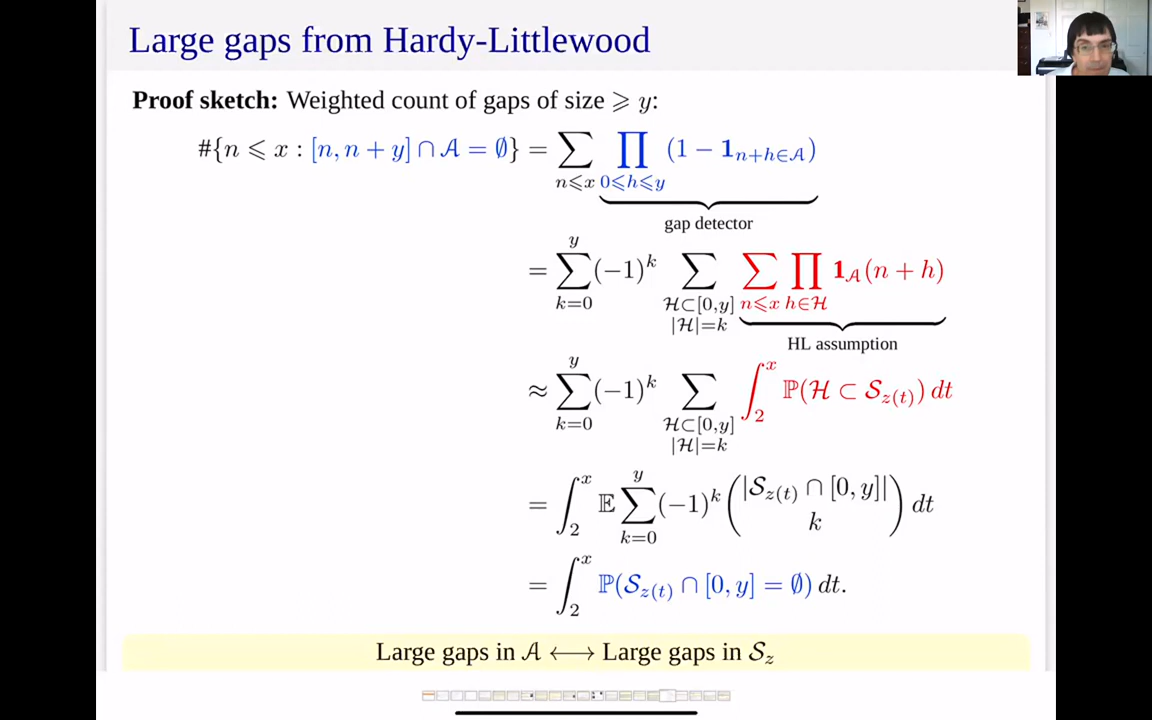 Large gaps from Hardy-Littlewood
Proof sketch: Weighted count of gaps of size ⩾ y:
#{n ⩽ x : [n, n + y] ∩ 𝒜 = ∅} = ∑_{n⩽x} ∏_{0⩽h⩽y} (1 − 1_{n+h∈𝒜})
gap detector
= ∑_{k=0}^{y} (−1)^k ∑_{ℋ⊂[0,y] |ℋ|=k} ∑_{n⩽x} ∏_{h∈ℋ} 1_𝒜(n + h)
HL assumption
≈ ∑_{k=0}^{y} (−1)^k ∑_{ℋ⊂[0,y] |ℋ|=k} ∫_2^x ℙ(ℋ ⊂ 𝒮_{z(t)}) dt
= ∫_2^x 𝔼 ∑_{k=0}^{y} (−1)^k (|𝒮_{z(t)} ∩ [0, y]| k) dt
= ∫_2^x ℙ(𝒮_{z(t)} ∩ [0, y] = ∅) dt.
Large gaps in 𝒜 ⟷ Large gaps in 𝒮_z